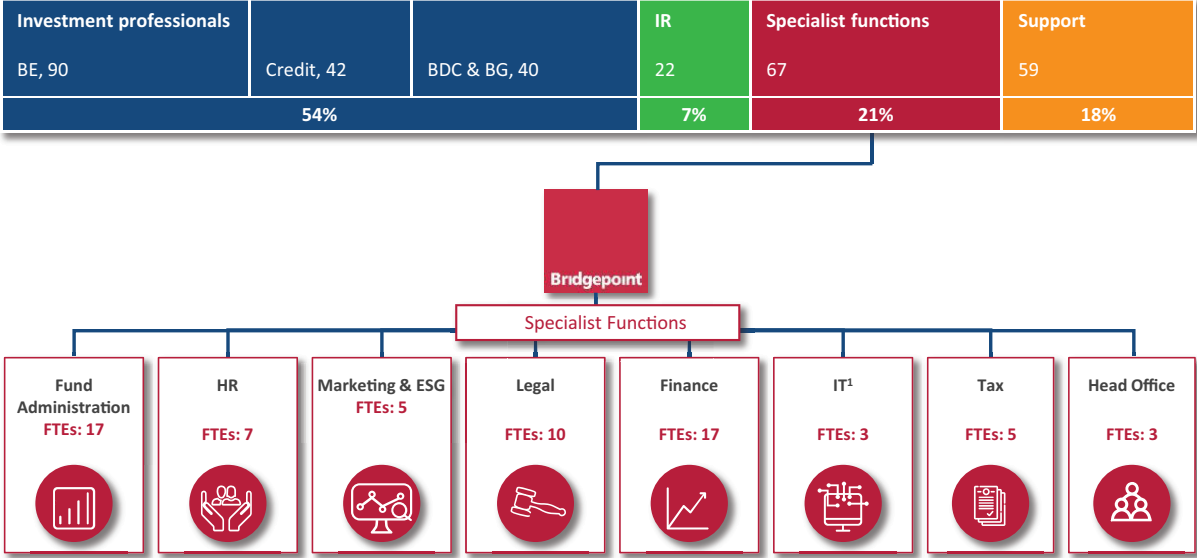 Investment professionals
IR
Specialist functions
Support
BE, 90
Credit, 42
BDC & BG, 40
22
67
59
54%
7%
21%
18%
Bridgepoint
Specialist Functions
Fund
Administration
FTEs: 17
HR
FTEs: 7
Marketing & ESG
FTEs: 5
Legal
FTEs: 10
Finance
FTEs: 17
IT¹
FTEs: 3
Tax
FTEs: 5
Head Office
FTEs: 3